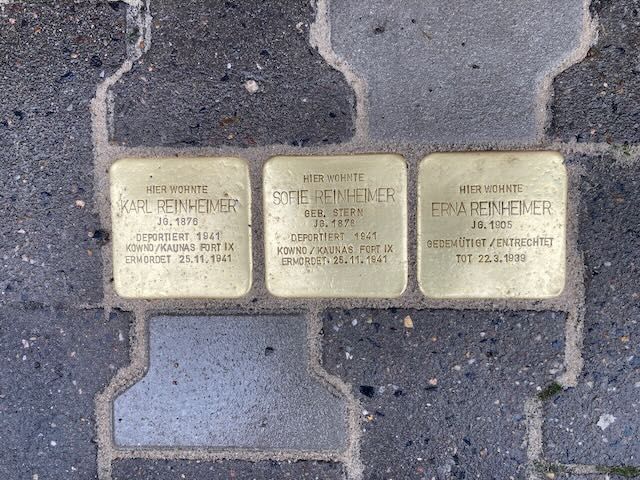 HIER WOHNTE
KARL REINHEIMER
JG. 1876
DEPORTIERT 1941
KOWNO/KAUNAS FORT IX
ERMORDET 25.11.1941
HIER WOHNTE
SOFIE REINHEIMER
GEB. STERN
JG. 1878
DEPORTIERT 1941
KOWNO/KAUNAS FORT IX
ERMORDET 25.11.1941
HIER WOHNTE
ERNA REINHEIMER
JG. 1905
GEDEMÜTIGT/ENTRECHTET
TOT 22.3.1939